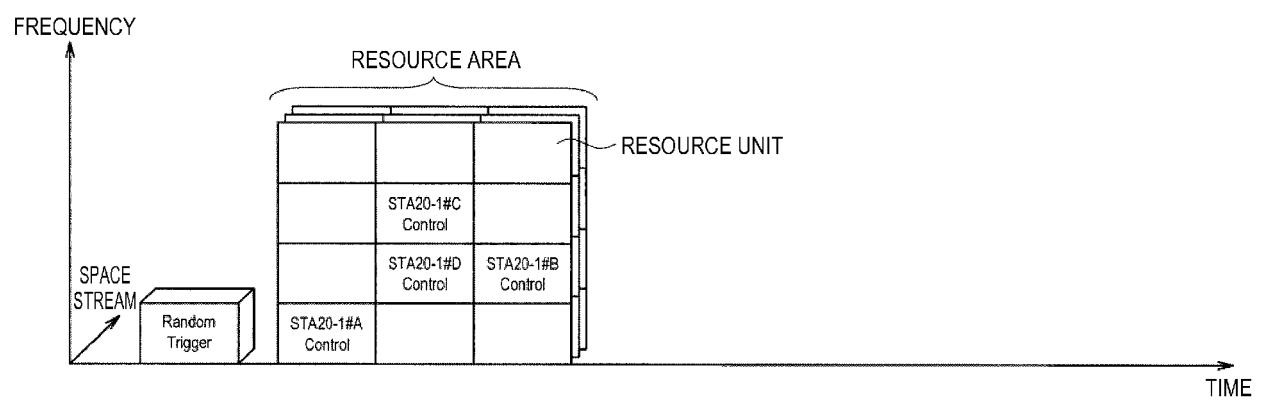 FREQUENCY
RESOURCE AREA
RESOURCE UNIT
STA20-1#C
Control
STA20-1#D
Control
STA20-1#B
Control
SPACE
STREAM
Random
Trigger
STA20-1#A
Control
TIME